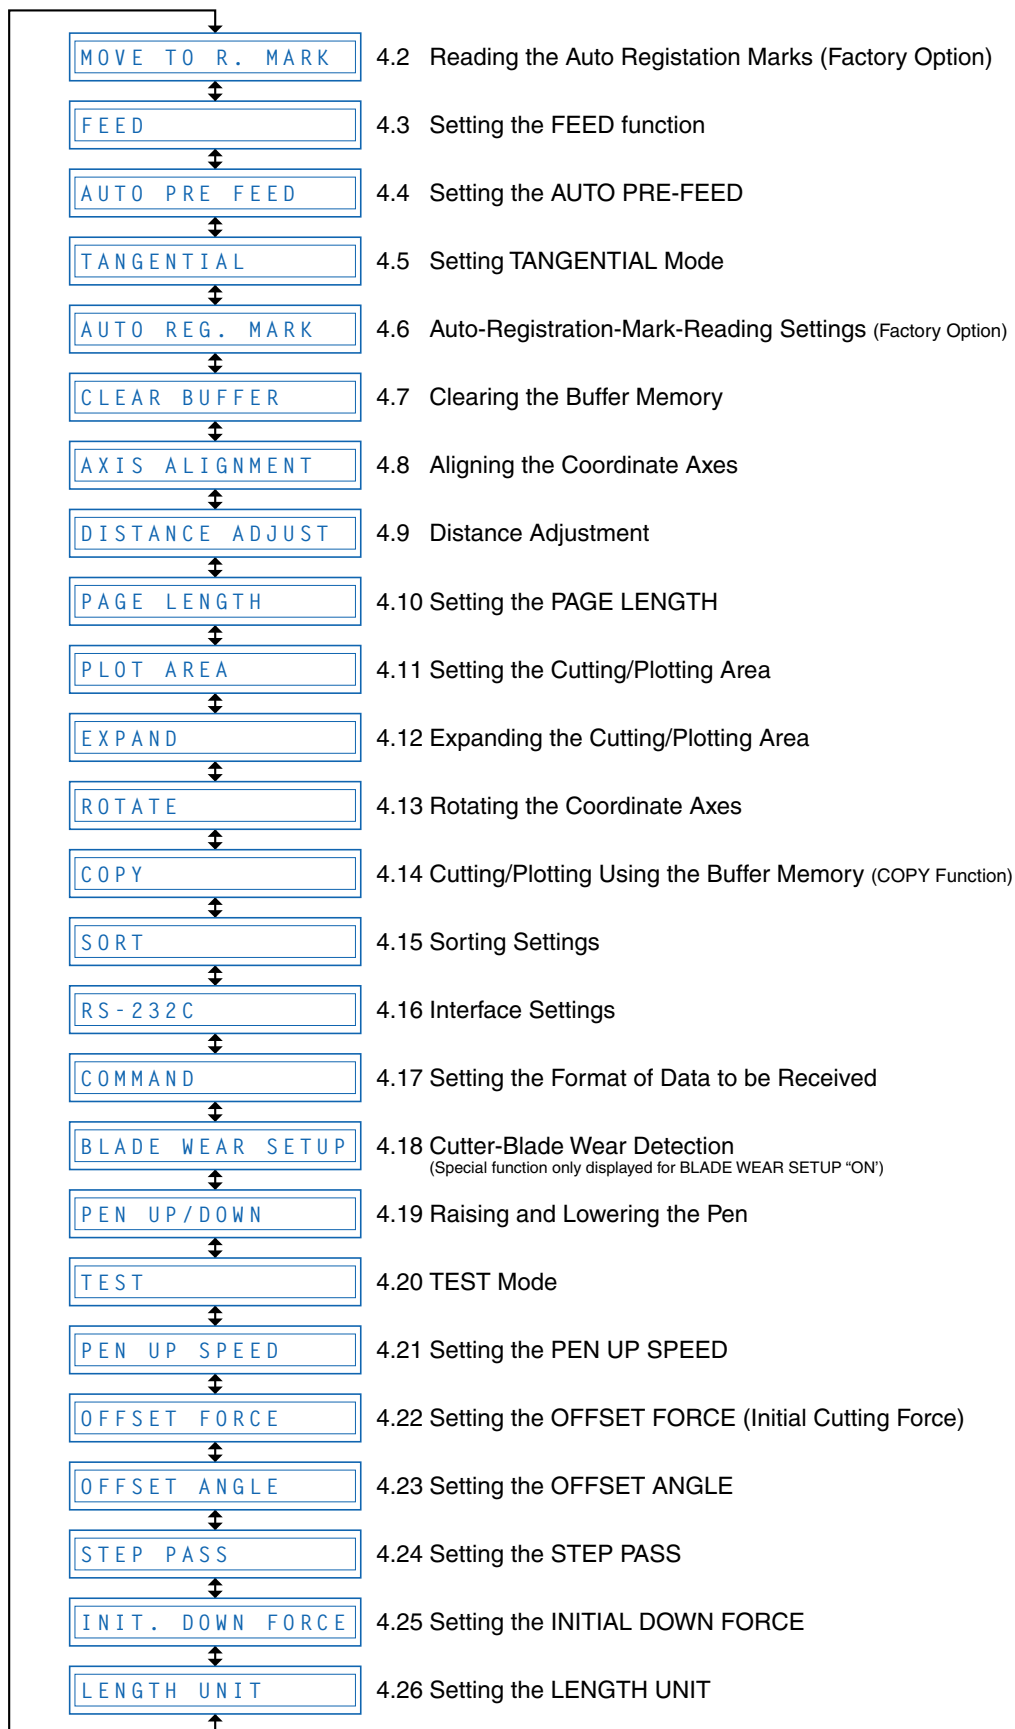 MOVE TO R. MARK 4.2 Reading the Auto Registation Marks (Factory Option)
FEED 4.3 Setting the FEED function
AUTO PRE FEED 4.4 Setting the AUTO PRE-FEED
TANGENTIAL 4.5 Setting TANGENTIAL Mode
AUTO REG. MARK 4.6 Auto-Registration-Mark-Reading Settings (Factory Option)
CLEAR BUFFER 4.7 Clearing the Buffer Memory
AXIS ALIGNMENT 4.8 Aligning the Coordinate Axes
DISTANCE ADJUST 4.9 Distance Adjustment
PAGE LENGTH 4.10 Setting the PAGE LENGTH
PLOT AREA 4.11 Setting the Cutting/Plotting Area
EXPAND 4.12 Expanding the Cutting/Plotting Area
ROTATE 4.13 Rotating the Coordinate Axes
COPY 4.14 Cutting/Plotting Using the Buffer Memory (COPY Function)
SORT 4.15 Sorting Settings
RS-232C 4.16 Interface Settings
COMMAND 4.17 Setting the Format of Data to be Received
BLADE WEAR SETUP 4.18 Cutter-Blade Wear Detection
(Special function only displayed for BLADE WEAR SETUP “ON’)
PEN UP/DOWN 4.19 Raising and Lowering the Pen
TEST 4.20 TEST Mode
PEN UP SPEED 4.21 Setting the PEN UP SPEED
OFFSET FORCE 4.22 Setting the OFFSET FORCE (Initial Cutting Force)
OFFSET ANGLE 4.23 Setting the OFFSET ANGLE
STEP PASS 4.24 Setting the STEP PASS
INIT. DOWN FORCE 4.25 Setting the INITIAL DOWN FORCE
LENGTH UNIT 4.26 Setting the LENGTH UNIT